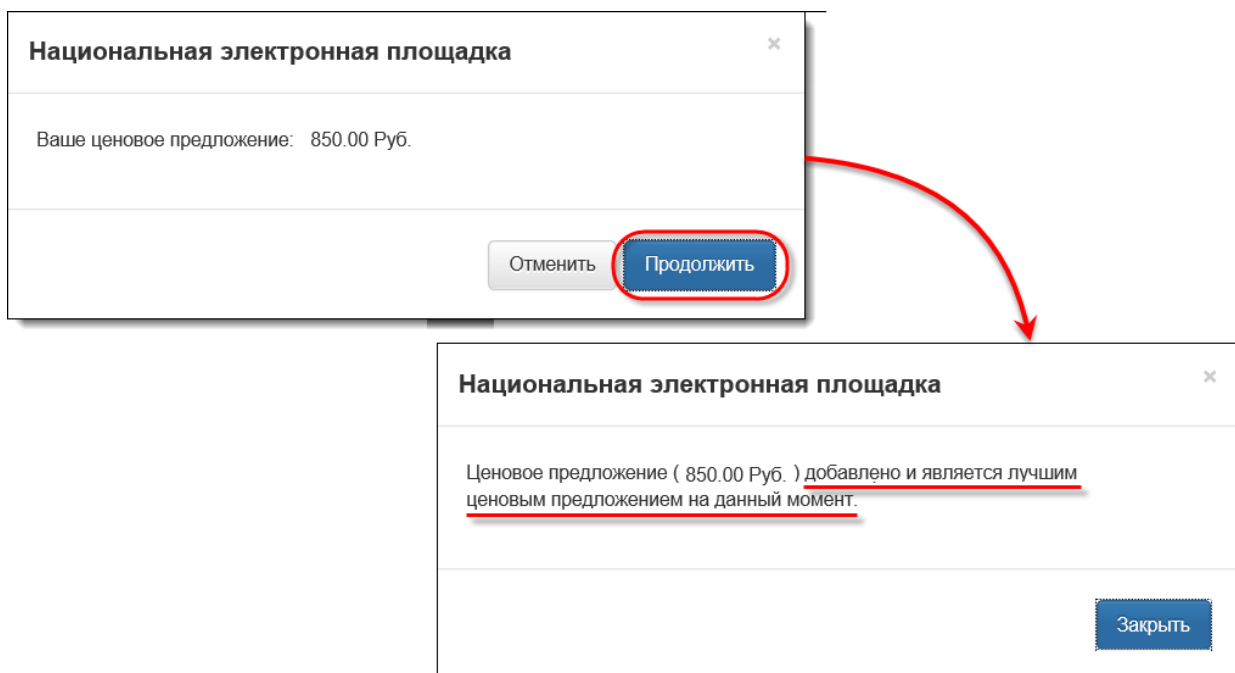 Национальная электронная площадка ×
Ваше ценовое предложение: 850.00 Руб.
Отменить Продолжить
Национальная электронная площадка ×
Ценовое предложение ( 850.00 Руб. ) добавлено и является лучшим
ценовым предложением на данный момент.
Закрыть